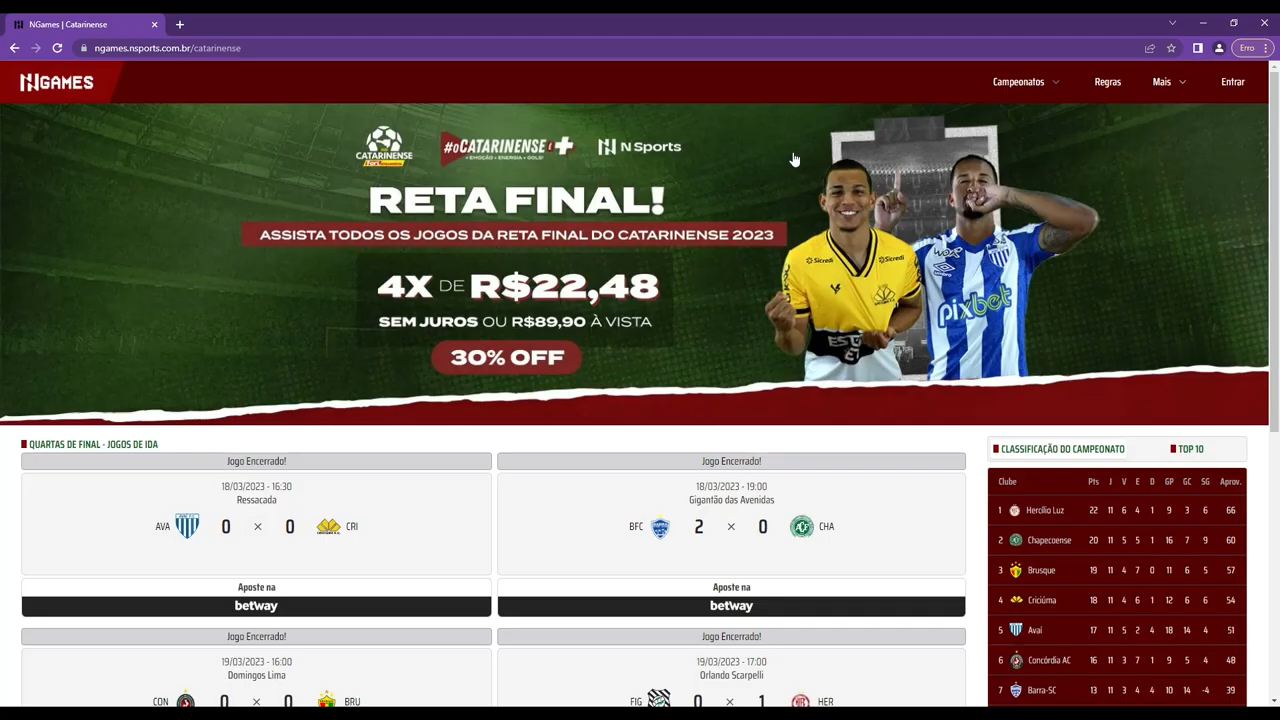 NGames | Catarinense
ngames.nsports.com.br/catarinense
Erro
NGAMES
Campeonatos
Regras
Mais
Entrar
CATARINENSE
#OCATARINENSE É +
+ EMOÇÃO + ENERGIA + GOLS!
N Sports
RETA FINAL!
ASSISTA TODOS OS JOGOS DA RETA FINAL DO CATARINENSE 2023
4X DE R$22,48
SEM JUROS OU R$89,90 À VISTA
30% OFF
Sicredi
Sicredi
pixbet
QUARTAS DE FINAL - JOGOS DE IDA
Jogo Encerrado!
18/03/2023 - 16:30
Ressacada
AVA 0 × 0 CRI
Aposte na
betway
Jogo Encerrado!
18/03/2023 - 19:00
Gigantão das Avenidas
BFC 2 × 0 CHA
Aposte na
betway
Jogo Encerrado!
19/03/2023 - 16:00
Domingos Lima
CON 0 × 0 BRU
Jogo Encerrado!
19/03/2023 - 17:00
Orlando Scarpelli
FIG 0 × 1 HER
CLASSIFICAÇÃO DO CAMPEONATO
TOP 10
Clube Pts J V E D GP GC SG Aprov.
1 Hercílio Luz 22 11 6 4 1 9 3 6 66
2 Chapecoense 20 11 5 5 1 16 7 9 60
3 Brusque 19 11 4 7 0 11 6 5 57
4 Criciúma 18 11 4 6 1 12 6 6 54
5 Avaí 17 11 5 2 4 18 14 4 51
6 Concórdia AC 16 11 3 7 1 9 5 4 48
7 Barra-SC 13 11 3 4 4 10 14 -4 39